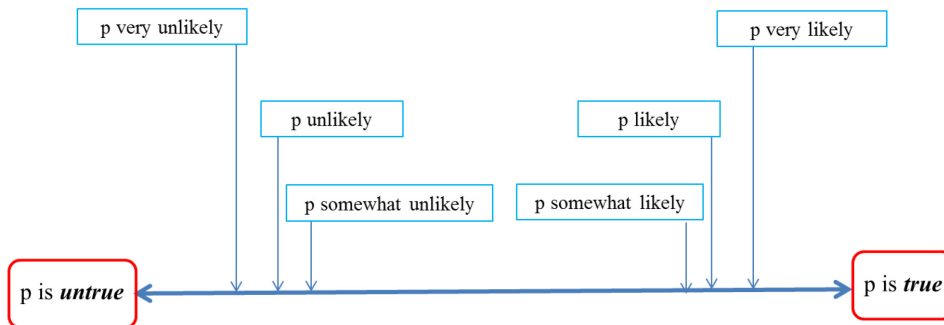 p very unlikely
p very likely
p unlikely
p likely
p somewhat unlikely
p somewhat likely
p is untrue
p is true